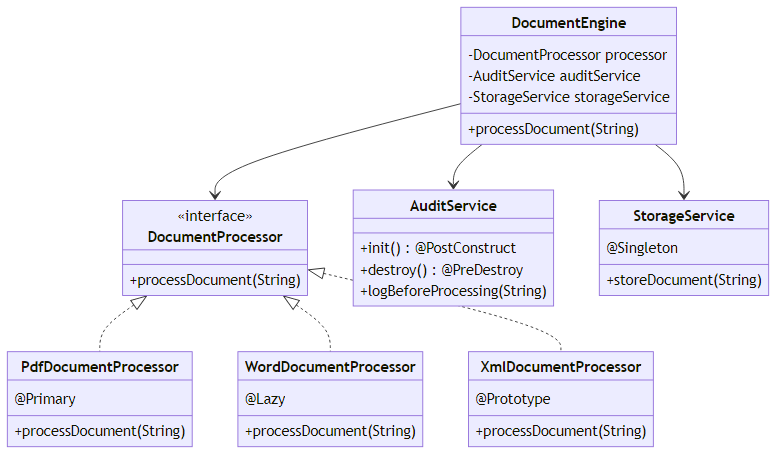 DocumentEngine
-DocumentProcessor processor
-AuditService auditService
-StorageService storageService
+processDocument(String)
«interface»
DocumentProcessor
+processDocument(String)
AuditService
+init() : @PostConstruct
+destroy() : @PreDestroy
+logBeforeProcessing(String)
StorageService
@Singleton
+storeDocument(String)
PdfDocumentProcessor
@Primary
+processDocument(String)
WordDocumentProcessor
@Lazy
+processDocument(String)
XmlDocumentProcessor
@Prototype
+processDocument(String)